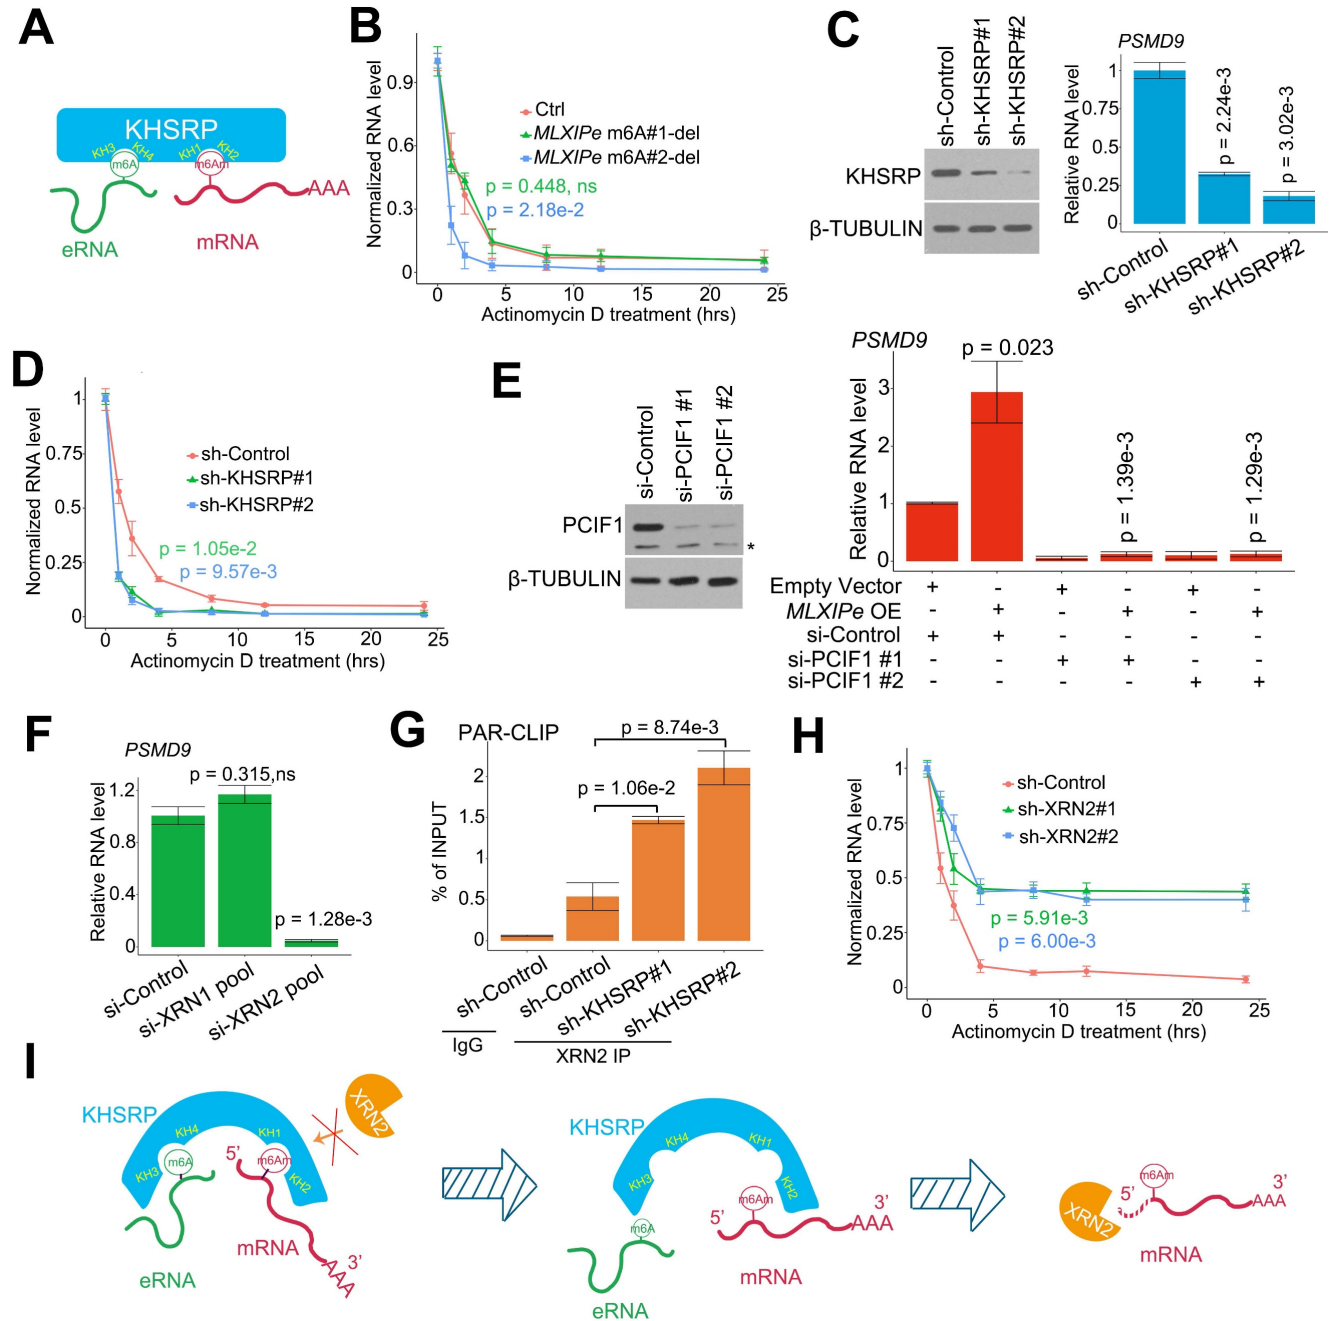 A
KHSRP
KH3
KH4
KH1
KH2
m6A
m6Am
AAA
eRNA
mRNA
B
Normalized RNA level
0.9
0.6
0.3
0
Ctrl
MLXIPe m6A#1-del
MLXIPe m6A#2-del
p = 0.448, ns
p = 2.18e-2
0 5 10 15 20 25
Actinomycin D treatment (hrs)
C
sh-Control
sh-KHSRP#1
sh-KHSRP#2
KHSRP
β-TUBULIN
PSMD9
Relative RNA level
1
0.75
0.5
0.25
0
p = 2.24e-3
p = 3.02e-3
sh-Control
sh-KHSRP#1
sh-KHSRP#2
D
Normalized RNA level
1
0.75
0.5
0.25
0
sh-Control
sh-KHSRP#1
sh-KHSRP#2
p = 1.05e-2
p = 9.57e-3
0 5 10 15 20 25
Actinomycin D treatment (hrs)
E
si-Control
si-PCIF1 #1
si-PCIF1 #2
PCIF1
*
β-TUBULIN
PSMD9
Relative RNA level
3
2
1
0
p = 0.023
p = 1.39e-3
p = 1.29e-3
Empty Vector + - + - + -
MLXIPe OE - + - + - +
si-Control + + - - - -
si-PCIF1 #1 - - + + - -
si-PCIF1 #2 - - - - + +
F
PSMD9
Relative RNA level
1.2
0.8
0.4
0
p = 0.315,ns
p = 1.28e-3
si-Control
si-XRN1 pool
si-XRN2 pool
G
PAR-CLIP
% of INPUT
2
1.5
1
0.5
0
p = 8.74e-3
p = 1.06e-2
sh-Control
sh-Control
sh-KHSRP#1
sh-KHSRP#2
IgG
XRN2 IP
H
Normalized RNA level
1
0.75
0.5
0.25
0
sh-Control
sh-XRN2#1
sh-XRN2#2
p = 5.91e-3
p = 6.00e-3
0 5 10 15 20 25
Actinomycin D treatment (hrs)
I
KHSRP
KH3
KH4
KH1
KH2
m6A
5'
m6Am
XRN2
mRNA
3'
AAA
eRNA
KHSRP
KH3
KH4
KH1
KH2
m6A
m6Am
5'
3'
AAA
mRNA
eRNA
XRN2
5'
m6Am
3'
AAA
mRNA